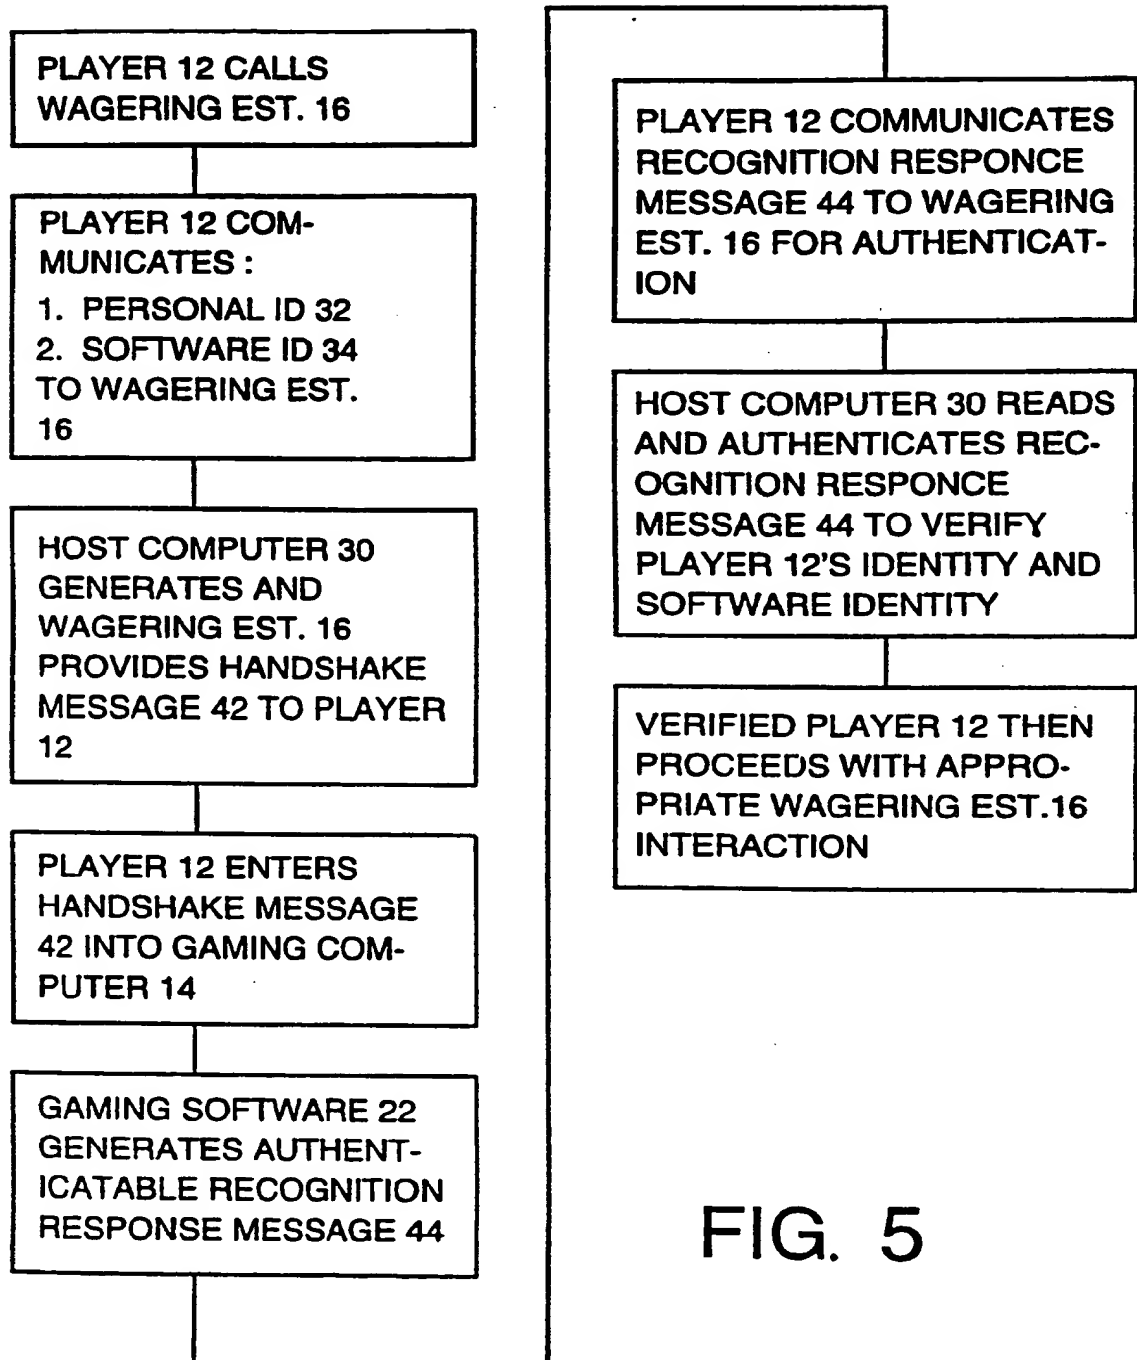 PLAYER 12 CALLS
WAGERING EST. 16
PLAYER 12 COM-
MUNICATES :
1. PERSONAL ID 32
2. SOFTWARE ID 34
TO WAGERING EST.
16
HOST COMPUTER 30
GENERATES AND
WAGERING EST. 16
PROVIDES HANDSHAKE
MESSAGE 42 TO PLAYER
12
PLAYER 12 ENTERS
HANDSHAKE MESSAGE
42 INTO GAMING COM-
PUTER 14
GAMING SOFTWARE 22
GENERATES AUTHENT-
ICATABLE RECOGNITION
RESPONSE MESSAGE 44
PLAYER 12 COMMUNICATES
RECOGNITION RESPONCE
MESSAGE 44 TO WAGERING
EST. 16 FOR AUTHENTICAT-
ION
HOST COMPUTER 30 READS
AND AUTHENTICATES REC-
OGNITION RESPONCE
MESSAGE 44 TO VERIFY
PLAYER 12'S IDENTITY AND
SOFTWARE IDENTITY
VERIFIED PLAYER 12 THEN
PROCEEDS WITH APPRO-
PRIATE WAGERING EST.16
INTERACTION
FIG. 5